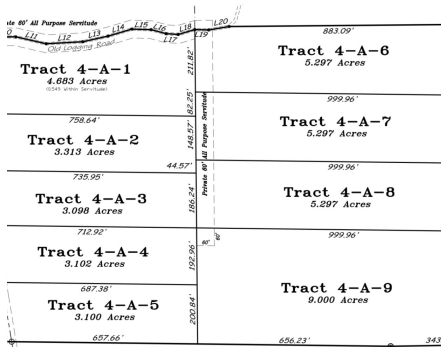 Private 60' All Purpose Servitude
L11
L12
L13
L14
L15
L16
L17
L18
L19
L20
883.09'
Old Logging Road
Tract 4-A-1
4.683 Acres
211.82'
Tract 4-A-6
5.297 Acres
82.25'
999.96'
758.64'
148.57'
Private 60' All Purpose Servitude
Tract 4-A-7
5.297 Acres
Tract 4-A-2
3.313 Acres
44.57'
999.96'
735.95'
186.24'
Tract 4-A-3
3.098 Acres
Tract 4-A-8
5.297 Acres
712.92'
999.96'
60'
60'
Tract 4-A-4
3.102 Acres
192.96'
687.38'
Tract 4-A-9
9.000 Acres
Tract 4-A-5
3.100 Acres
200.84'
657.66'
656.23'
343